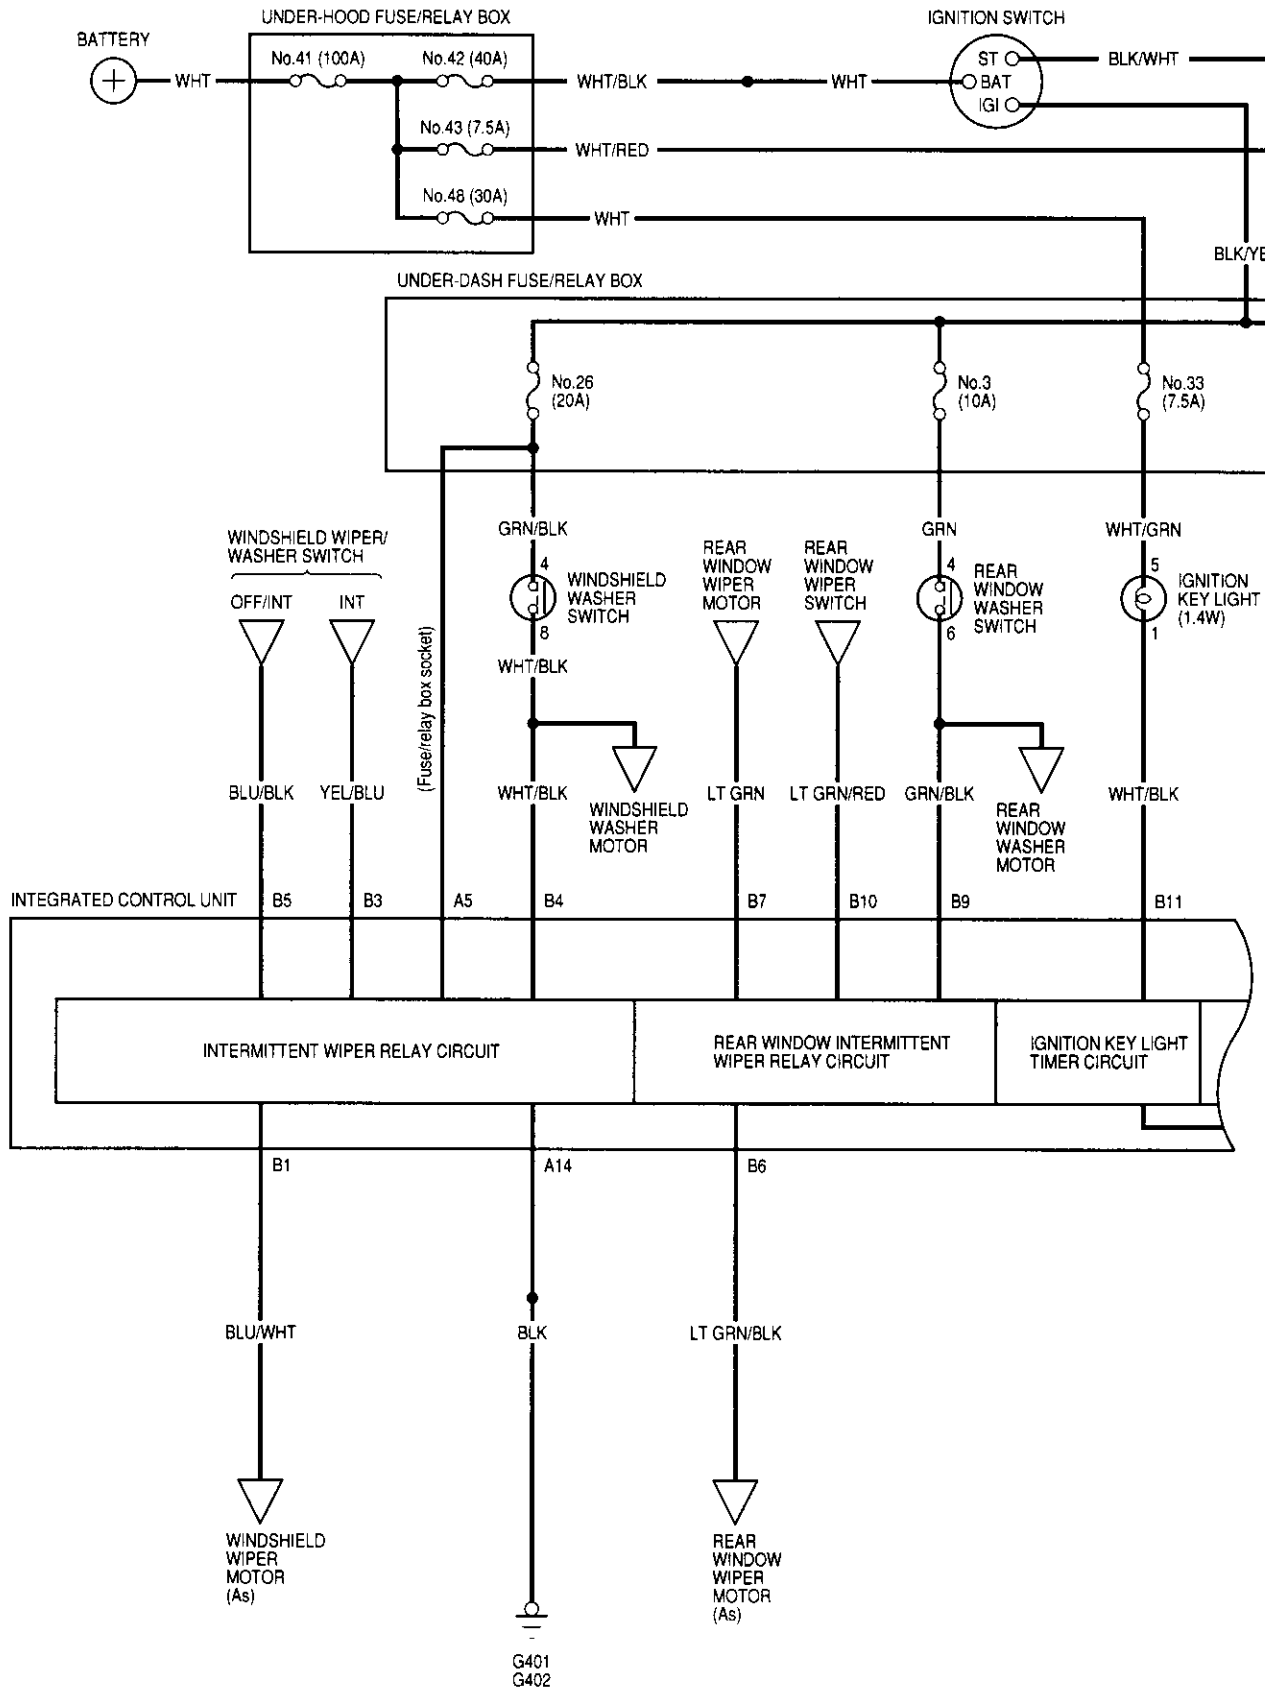 UNDER-HOOD FUSE/RELAY BOX
IGNITION SWITCH
BATTERY
No.41 (100A)
No.42 (40A)
ST
BLK/WHT
WHT
WHT/BLK
WHT
BAT
IGI
No.43 (7.5A)
WHT/RED
No.48 (30A)
WHT
BLK/YE
UNDER-DASH FUSE/RELAY BOX
No.26
(20A)
No.3
(10A)
No.33
(7.5A)
WINDSHIELD WIPER/
WASHER SWITCH
OFF/INT
INT
(Fuse/relay box socket)
GRN/BLK
4
WINDSHIELD
WASHER
SWITCH
8
WHT/BLK
REAR
WINDOW
WIPER
MOTOR
REAR
WINDOW
WIPER
SWITCH
GRN
4
REAR
WINDOW
WASHER
SWITCH
6
WHT/GRN
5
IGNITION
KEY LIGHT
(1.4W)
1
BLU/BLK
YEL/BLU
WHT/BLK
WINDSHIELD
WASHER
MOTOR
LT GRN
LT GRN/RED
GRN/BLK
REAR
WINDOW
WASHER
MOTOR
WHT/BLK
INTEGRATED CONTROL UNIT
B5
B3
A5
B4
B7
B10
B9
B11
INTERMITTENT WIPER RELAY CIRCUIT
REAR WINDOW INTERMITTENT
WIPER RELAY CIRCUIT
IGNITION KEY LIGHT
TIMER CIRCUIT
B1
A14
B6
BLU/WHT
BLK
LT GRN/BLK
WINDSHIELD
WIPER
MOTOR
(As)
REAR
WINDOW
WIPER
MOTOR
(As)
G401
G402